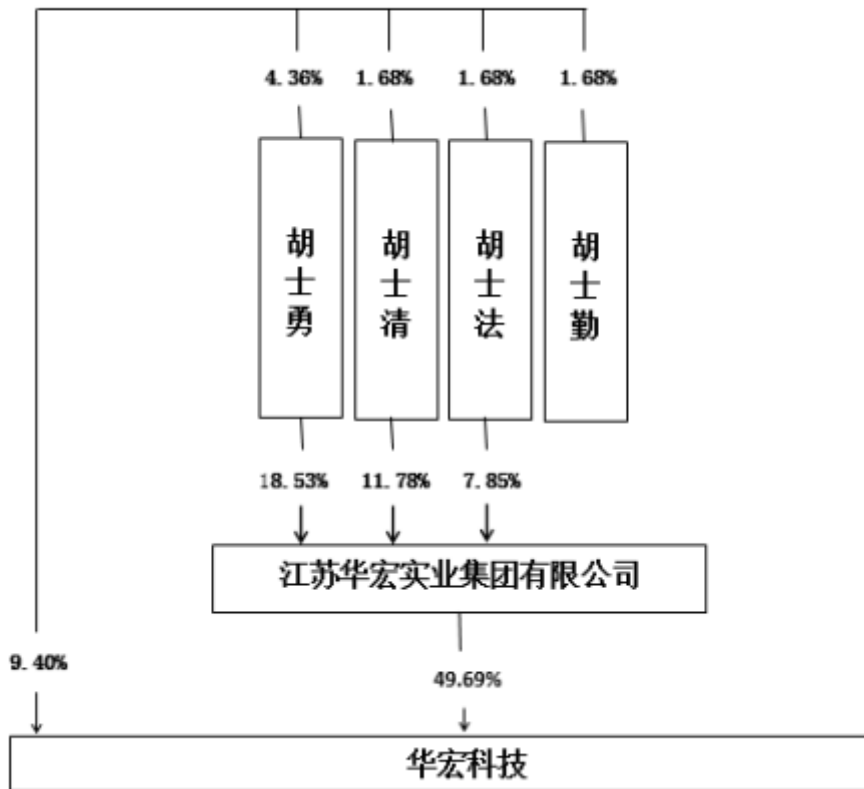 4.36% 1.68% 1.68% 1.68%
胡士勇
胡士清
胡士法
胡士勤
18.53% 11.78% 7.85%
江苏华宏实业集团有限公司
9.40%
49.69%
华宏科技